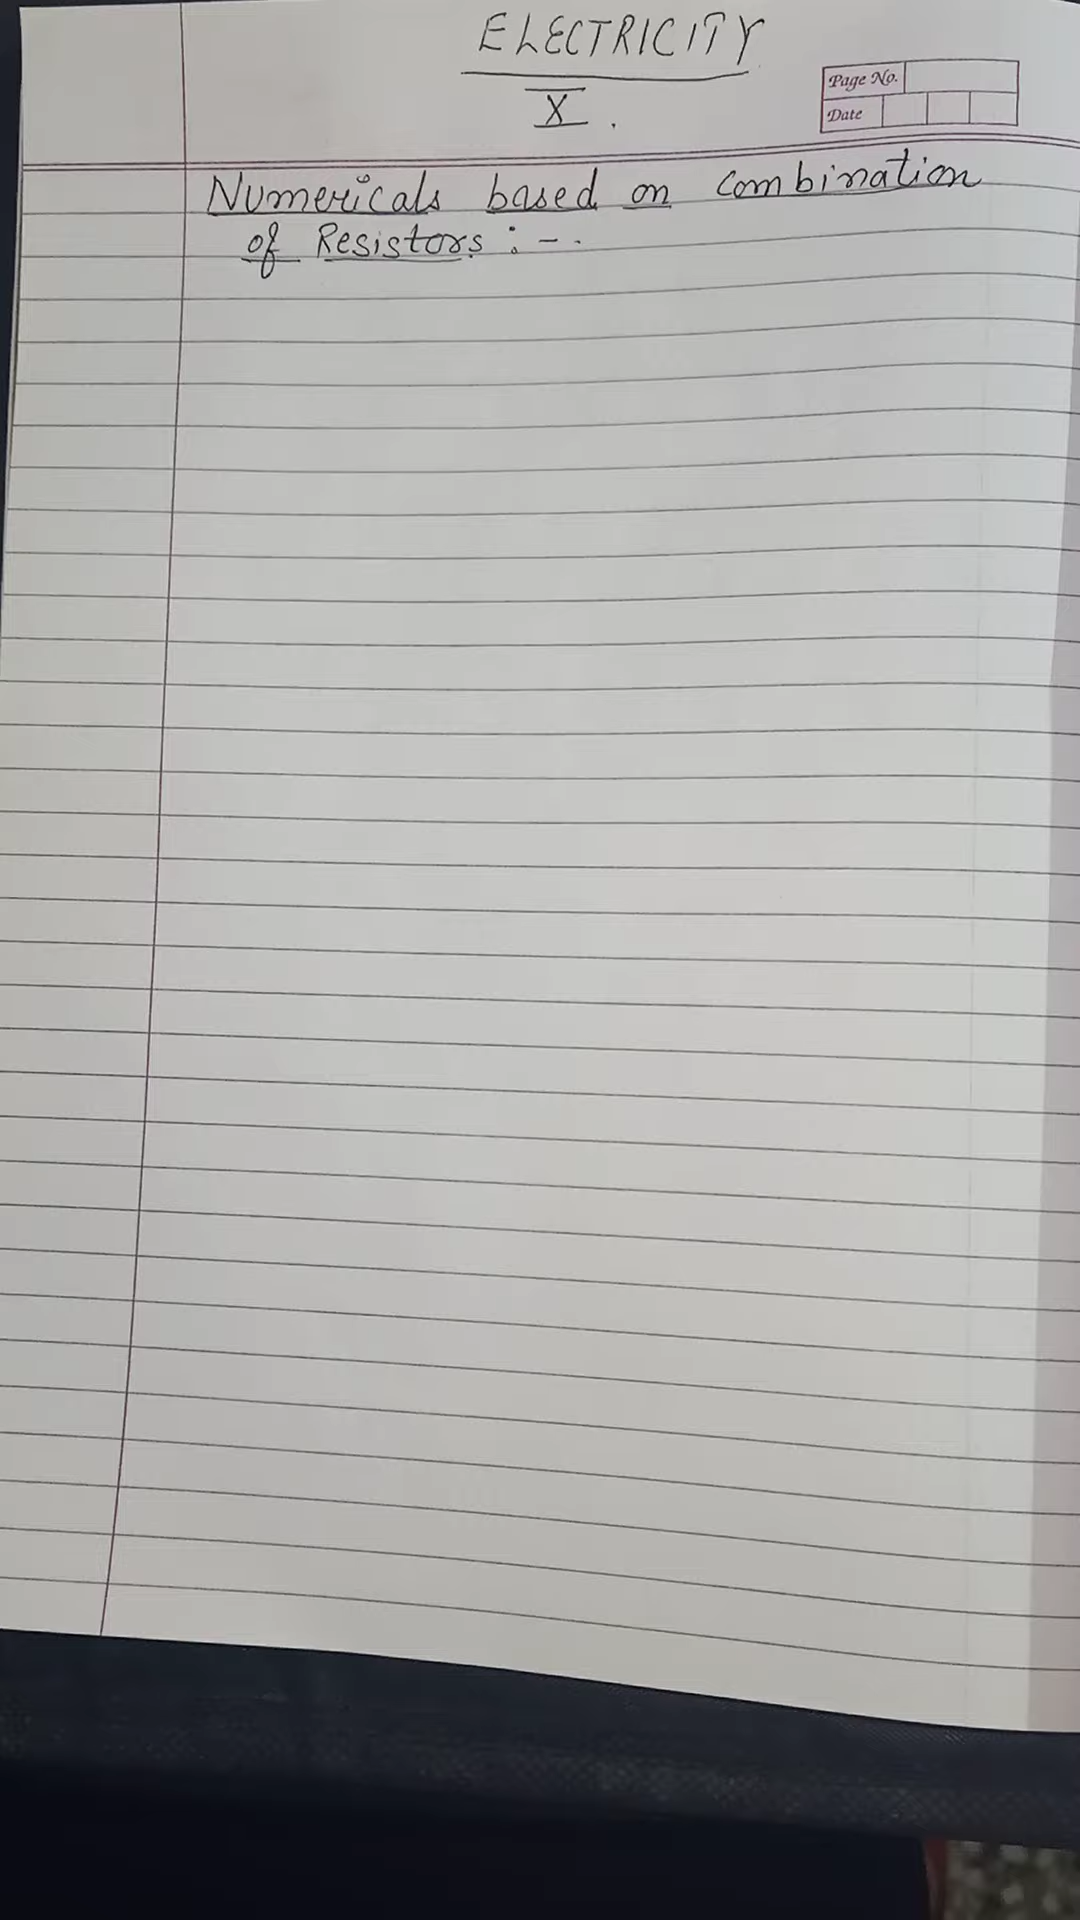 ELECTRICITY
X.
Page No.
Date
Numericals based on combination
of Resistors :-.